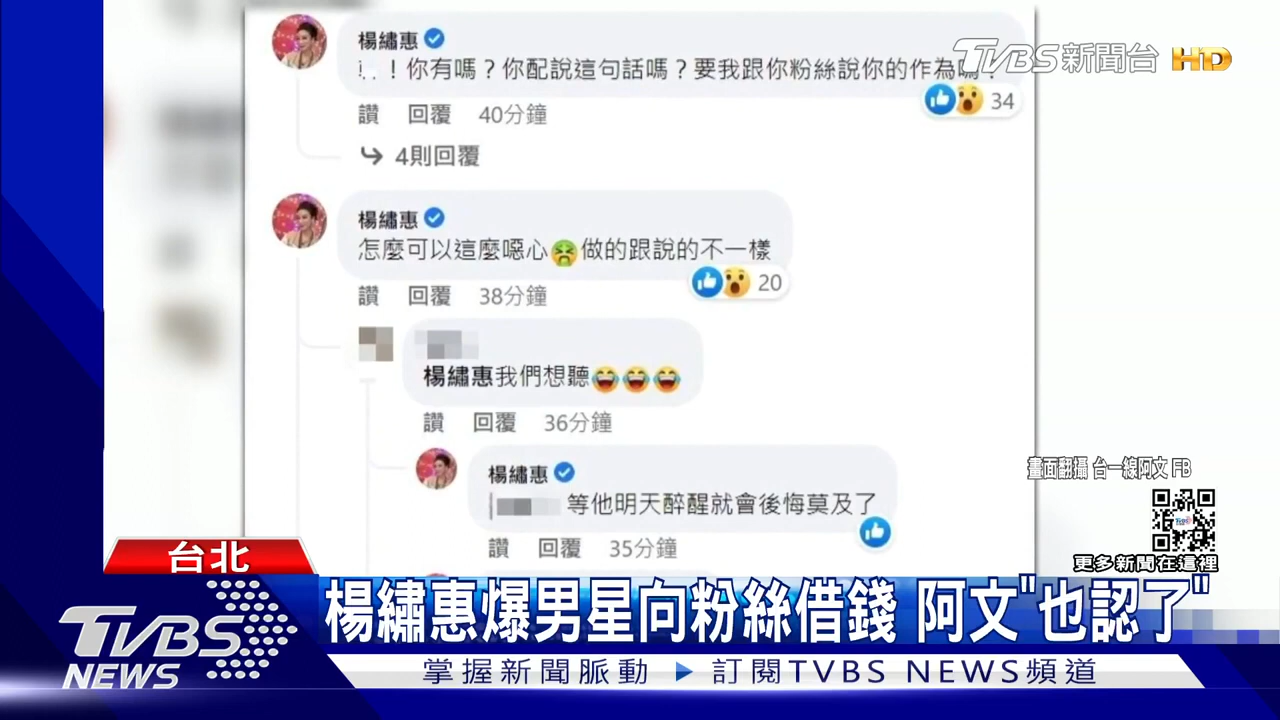 楊繡惠
！你有嗎？你配說這句話嗎？要我跟你粉絲說你的作為嗎？
TVBS新聞台 HD
讚 回覆 40分鐘
34
4則回覆
楊繡惠
怎麼可以這麼噁心🤮做的跟說的不一樣
讚 回覆 38分鐘
20
楊繡惠我們想聽😂😂😂
讚 回覆 36分鐘
楊繡惠
等他明天醉醒就會後悔莫及了
讚 回覆 35分鐘
畫面翻攝 台一線阿文 FB
更多新聞在這裡
台北
楊繡惠爆男星向粉絲借錢 阿文"也認了"
TVBS NEWS
掌握新聞脈動 ▶ 訂閱TVBS NEWS頻道